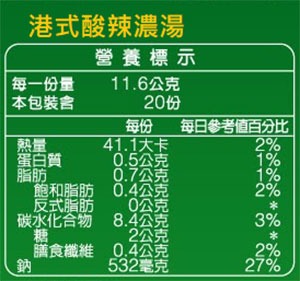 港式酸辣濃湯
營養標示
每一份量 11.6公克
本包裝含 20份
每份 每日參考值百分比
熱量 41.1大卡 2%
蛋白質 0.5公克 1%
脂肪 0.7公克 1%
飽和脂肪 0.4公克 2%
反式脂肪 0公克 *
碳水化合物 8.4公克 3%
糖 2公克 *
膳食纖維 0.4公克 2%
鈉 532毫克 27%